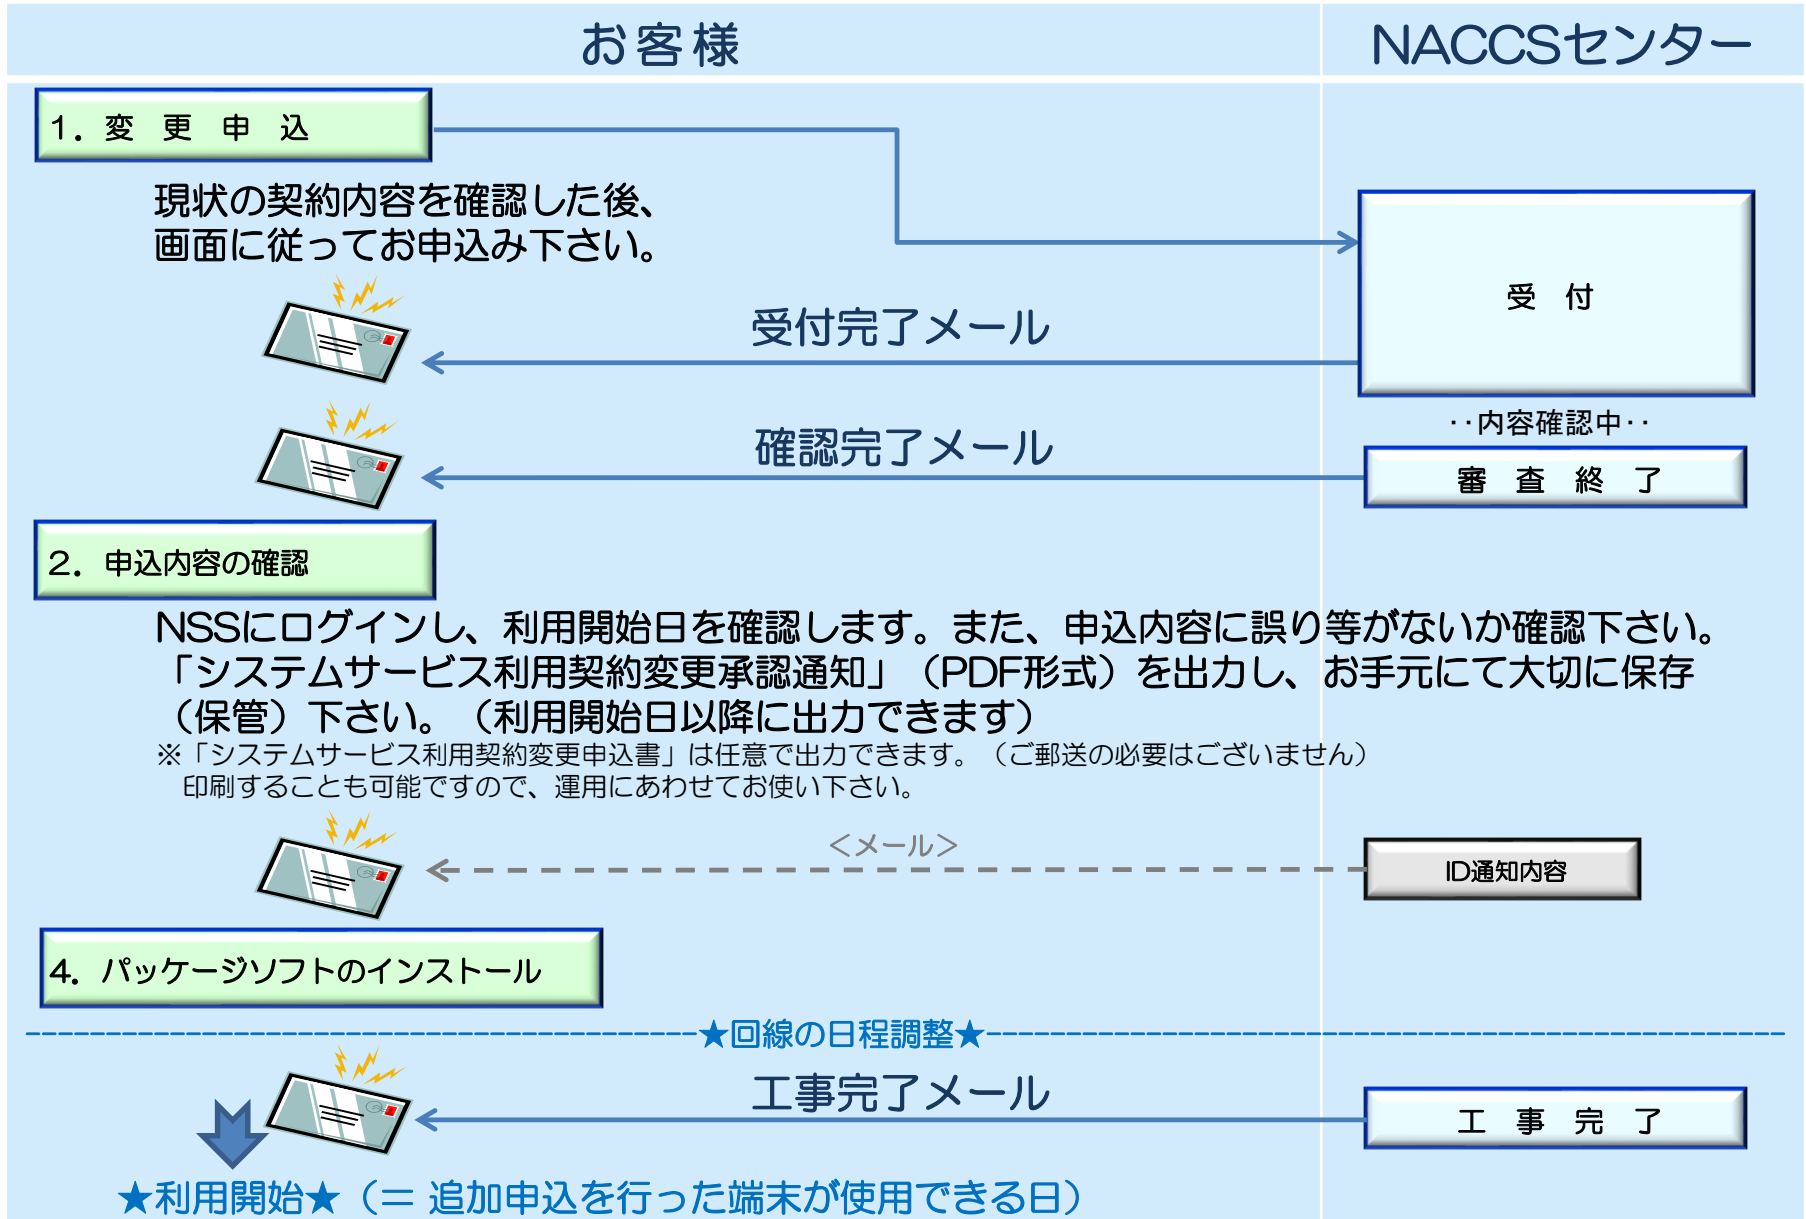 お客様
NACCSセンター
1．変　更　申　込
現状の契約内容を確認した後、
画面に従ってお申込み下さい。
受　付
受付完了メール
‥内容確認中‥
確認完了メール
審　査　終　了
2．申込内容の確認
NSSにログインし、利用開始日を確認します。また、申込内容に誤り等がないか確認下さい。
「システムサービス利用契約変更承認通知」（PDF形式）を出力し、お手元にて大切に保存
（保管）下さい。（利用開始日以降に出力できます）
※「システムサービス利用契約変更申込書」は任意で出力できます。（ご郵送の必要はございません）
印刷することも可能ですので、運用にあわせてお使い下さい。
＜メール＞
ID通知内容
4．パッケージソフトのインストール
★回線の日程調整★
工事完了メール
工　事　完　了
★利用開始★（＝ 追加申込を行った端末が使用できる日）